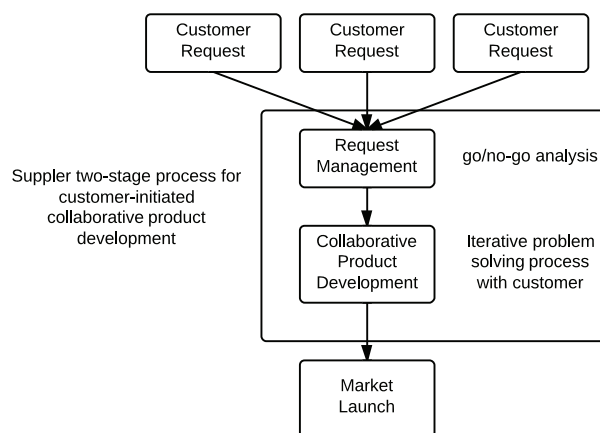 Customer
Request
Customer
Request
Customer
Request
Request
Management
go/no-go analysis
Suppler two-stage process for
customer-initiated
collaborative product
development
Collaborative
Product
Development
Iterative problem
solving process
with customer
Market
Launch